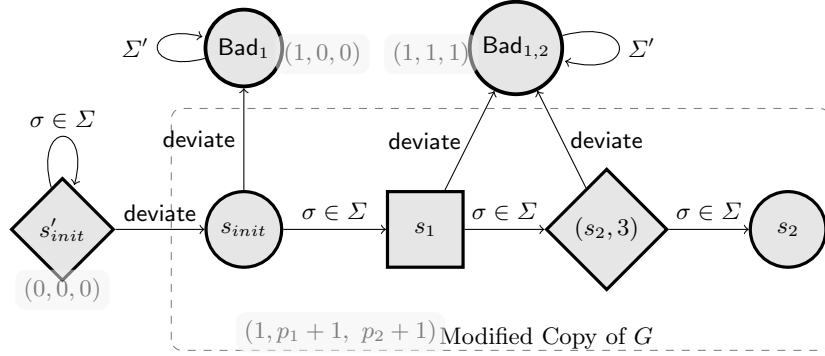 Σ′
Bad₁
(1, 0, 0)
(1, 1, 1)
Bad₁,₂
Σ′
σ ∈ Σ
deviate
deviate
deviate
s′init
deviate
sinit
σ ∈ Σ
s₁
σ ∈ Σ
(s₂, 3)
σ ∈ Σ
s₂
(0, 0, 0)
(1, p₁ + 1, p₂ + 1)
Modified Copy of G